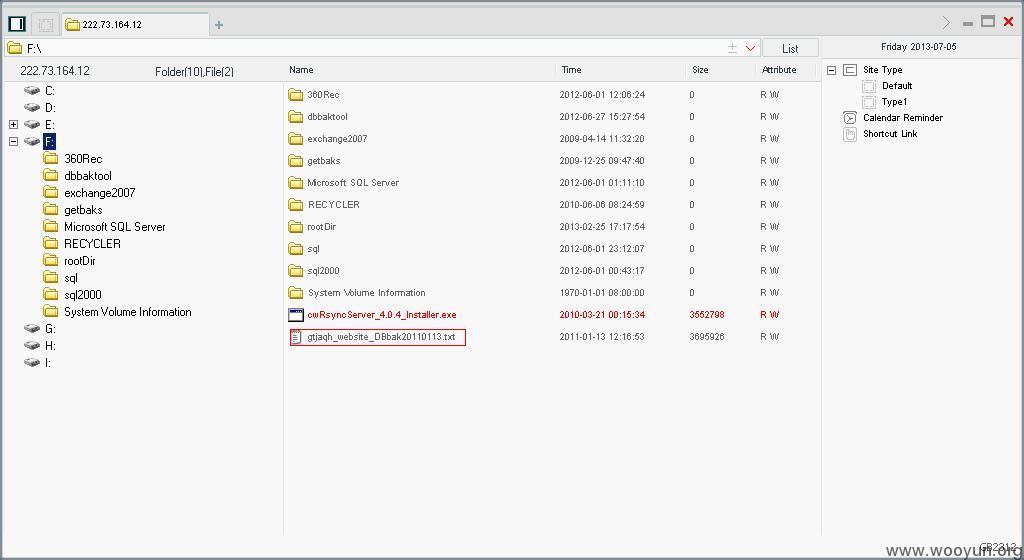 222.73.164.12
+
F:\
List
Friday 2013-07-05
222.73.164.12 Folder(10),File(2)
C:
D:
E:
F:
360Rec
dbbaktool
exchange2007
getbaks
Microsoft SQL Server
RECYCLER
rootDir
sql
sql2000
System Volume Information
G:
H:
I:
Name Time Size Attribute
360Rec 2012-06-01 12:06:24 0 R W
dbbaktool 2012-06-27 15:27:54 0 R W
exchange2007 2009-04-14 11:32:20 0 R W
getbaks 2009-12-25 09:47:40 0 R W
Microsoft SQL Server 2012-06-01 01:11:10 0 R W
RECYCLER 2010-06-06 08:24:59 0 R W
rootDir 2013-02-25 17:17:54 0 R W
sql 2012-06-01 23:12:07 0 R W
sql2000 2012-06-01 00:43:17 0 R W
System Volume Information 1970-01-01 08:00:00 0 R W
cwRsyncServer_4.0.4_Installer.exe 2010-03-21 00:15:34 3552798 R W
gtjaqh_website_DBbak20110113.txt 2011-01-13 12:16:53 3695926 R W
Site Type
Default
Type1
Calendar Reminder
Shortcut Link
GB2312
www.wooyun.org